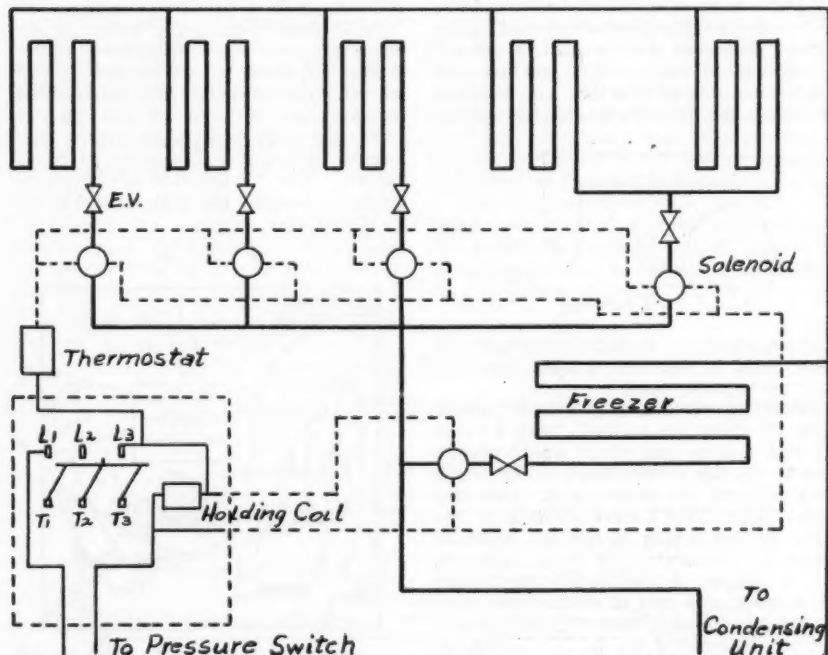 E.V.
Solenoid
Thermostat
Freezer
L1 L2 L3
Holding Coil
T1 T2 T3
To Pressure Switch
To
Condensing
Unit